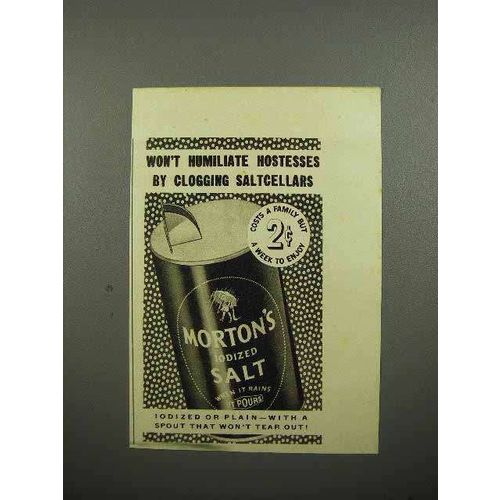 WON'T HUMILIATE HOSTESSES
BY CLOGGING SALTCELLARS
COSTS A FAMILY BUT
2¢
A WEEK TO ENJOY
MORTON'S
IODIZED
SALT
WHEN IT RAINS
IT POURS
IODIZED OR PLAIN—WITH A
SPOUT THAT WON'T TEAR OUT!